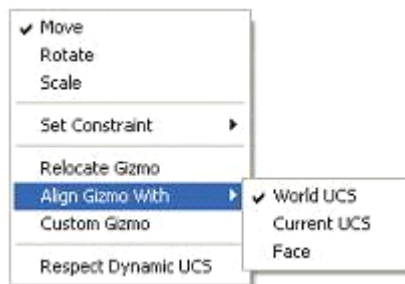 Move
Rotate
Scale
Set Constraint
Relocate Gizmo
Align Gizmo With
World UCS
Custom Gizmo
Current UCS
Face
Respect Dynamic UCS